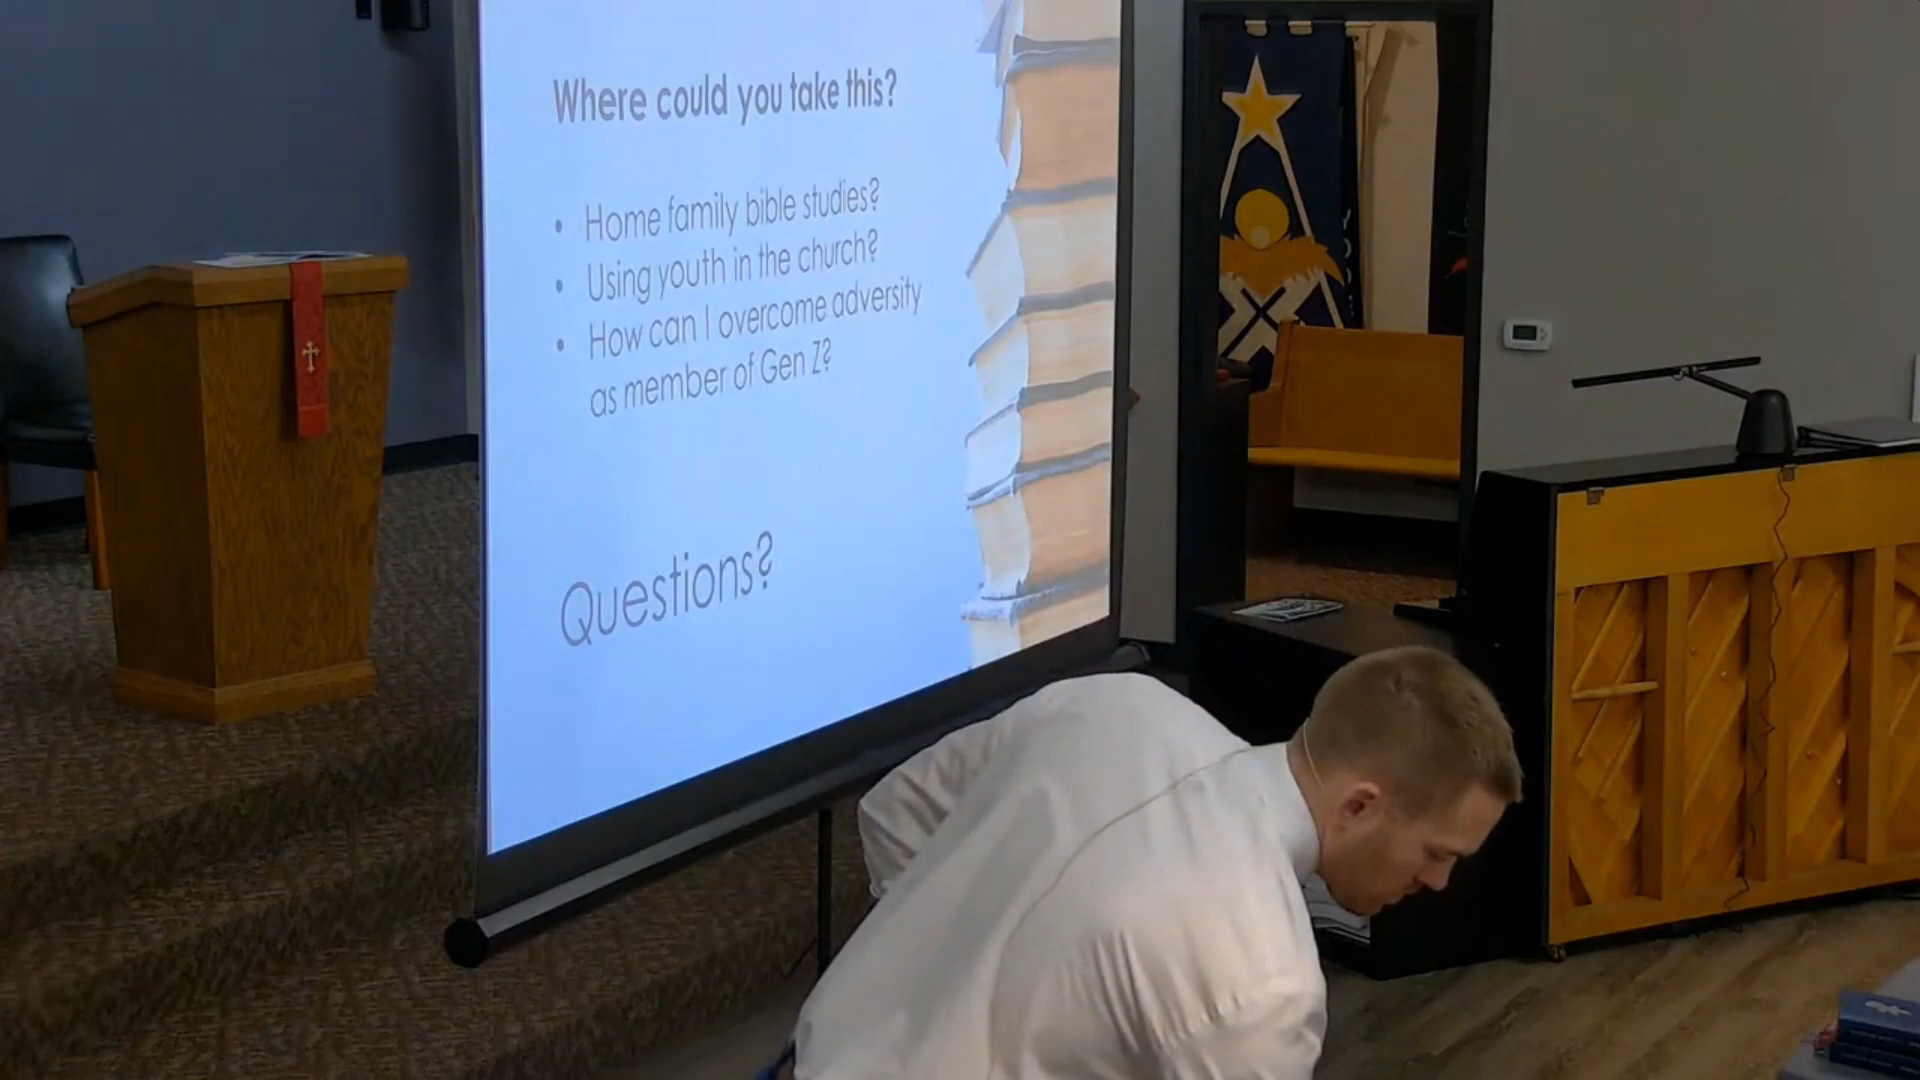 Where could you take this?
• Home family bible studies?
• Using youth in the church?
• How can I overcome adversity
as member of Gen Z?
Questions?